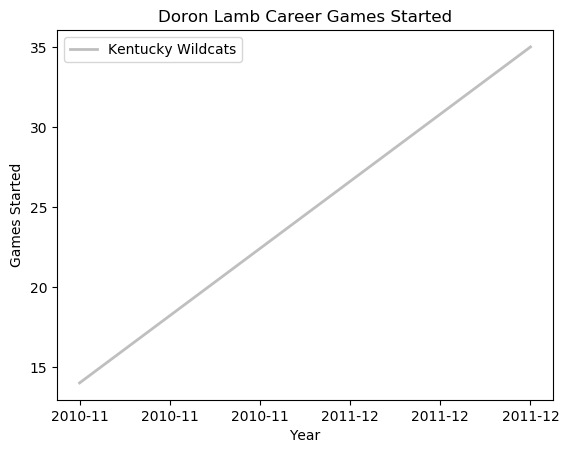 Doron Lamb Career Games Started
Kentucky Wildcats
35
30
25
20
15
Games Started
2010-11 2010-11 2010-11 2011-12 2011-12 2011-12
Year